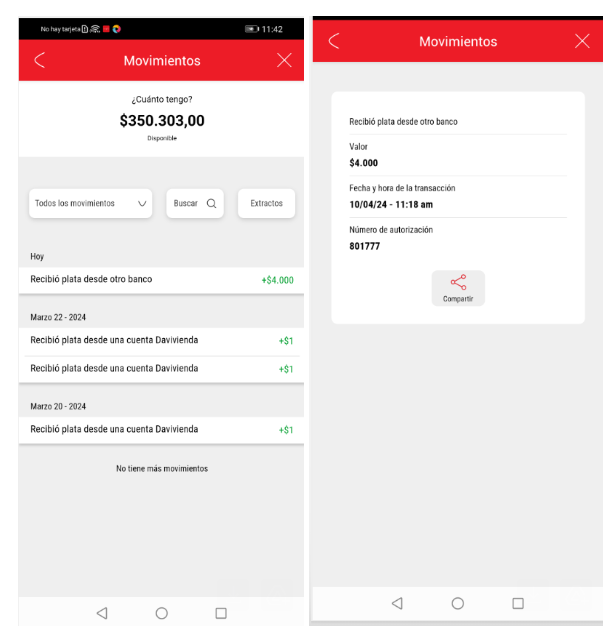 No hay tarjeta 11:42
Movimientos
¿Cuánto tengo?
$350.303,00
Disponible
Todos los movimientos
Buscar
Extractos
Hoy
Recibió plata desde otro banco +$4.000
Marzo 22 - 2024
Recibió plata desde una cuenta Davivienda +$1
Recibió plata desde una cuenta Davivienda +$1
Marzo 20 - 2024
Recibió plata desde una cuenta Davivienda +$1
No tiene más movimientos
Movimientos
Recibió plata desde otro banco
Valor
$4.000
Fecha y hora de la transacción
10/04/24 - 11:18 am
Número de autorización
801777
Compartir